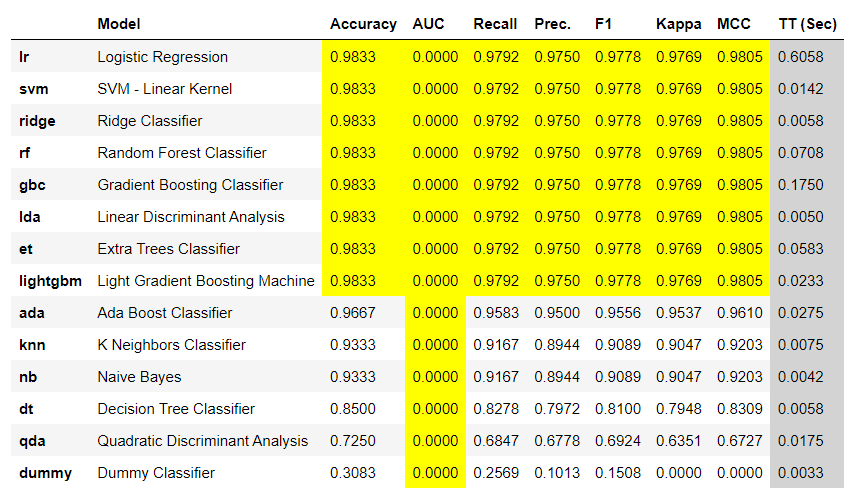 Model Accuracy AUC Recall Prec. F1 Kappa MCC TT (Sec)
lr Logistic Regression 0.9833 0.0000 0.9792 0.9750 0.9778 0.9769 0.9805 0.6058
svm SVM - Linear Kernel 0.9833 0.0000 0.9792 0.9750 0.9778 0.9769 0.9805 0.0142
ridge Ridge Classifier 0.9833 0.0000 0.9792 0.9750 0.9778 0.9769 0.9805 0.0058
rf Random Forest Classifier 0.9833 0.0000 0.9792 0.9750 0.9778 0.9769 0.9805 0.0708
gbc Gradient Boosting Classifier 0.9833 0.0000 0.9792 0.9750 0.9778 0.9769 0.9805 0.1750
lda Linear Discriminant Analysis 0.9833 0.0000 0.9792 0.9750 0.9778 0.9769 0.9805 0.0050
et Extra Trees Classifier 0.9833 0.0000 0.9792 0.9750 0.9778 0.9769 0.9805 0.0583
lightgbm Light Gradient Boosting Machine 0.9833 0.0000 0.9792 0.9750 0.9778 0.9769 0.9805 0.0233
ada Ada Boost Classifier 0.9667 0.0000 0.9583 0.9500 0.9556 0.9537 0.9610 0.0275
knn K Neighbors Classifier 0.9333 0.0000 0.9167 0.8944 0.9089 0.9047 0.9203 0.0075
nb Naive Bayes 0.9333 0.0000 0.9167 0.8944 0.9089 0.9047 0.9203 0.0042
dt Decision Tree Classifier 0.8500 0.0000 0.8278 0.7972 0.8100 0.7948 0.8309 0.0058
qda Quadratic Discriminant Analysis 0.7250 0.0000 0.6847 0.6778 0.6924 0.6351 0.6727 0.0175
dummy Dummy Classifier 0.3083 0.0000 0.2569 0.1013 0.1508 0.0000 0.0000 0.0033